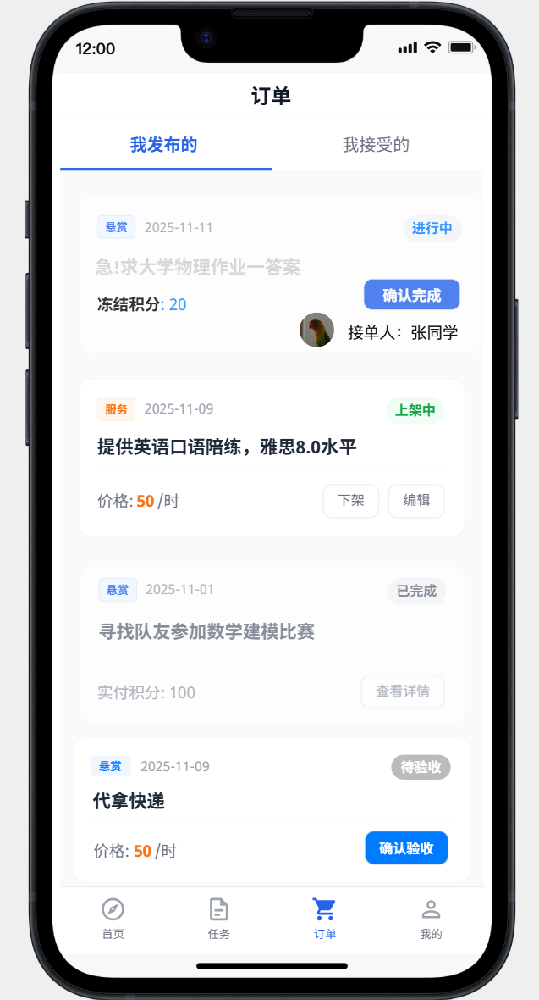 12:00
订单
我发布的 我接受的
悬赏 2025-11-11 进行中
急!求大学物理作业一答案
冻结积分: 20 确认完成
接单人：张同学
服务 2025-11-09 上架中
提供英语口语陪练，雅思8.0水平
价格: 50 /时 下架 编辑
悬赏 2025-11-01 已完成
寻找队友参加数学建模比赛
实付积分: 100 查看详情
悬赏 2025-11-09 待验收
代拿快递
价格: 50 /时 确认验收
首页 任务 订单 我的